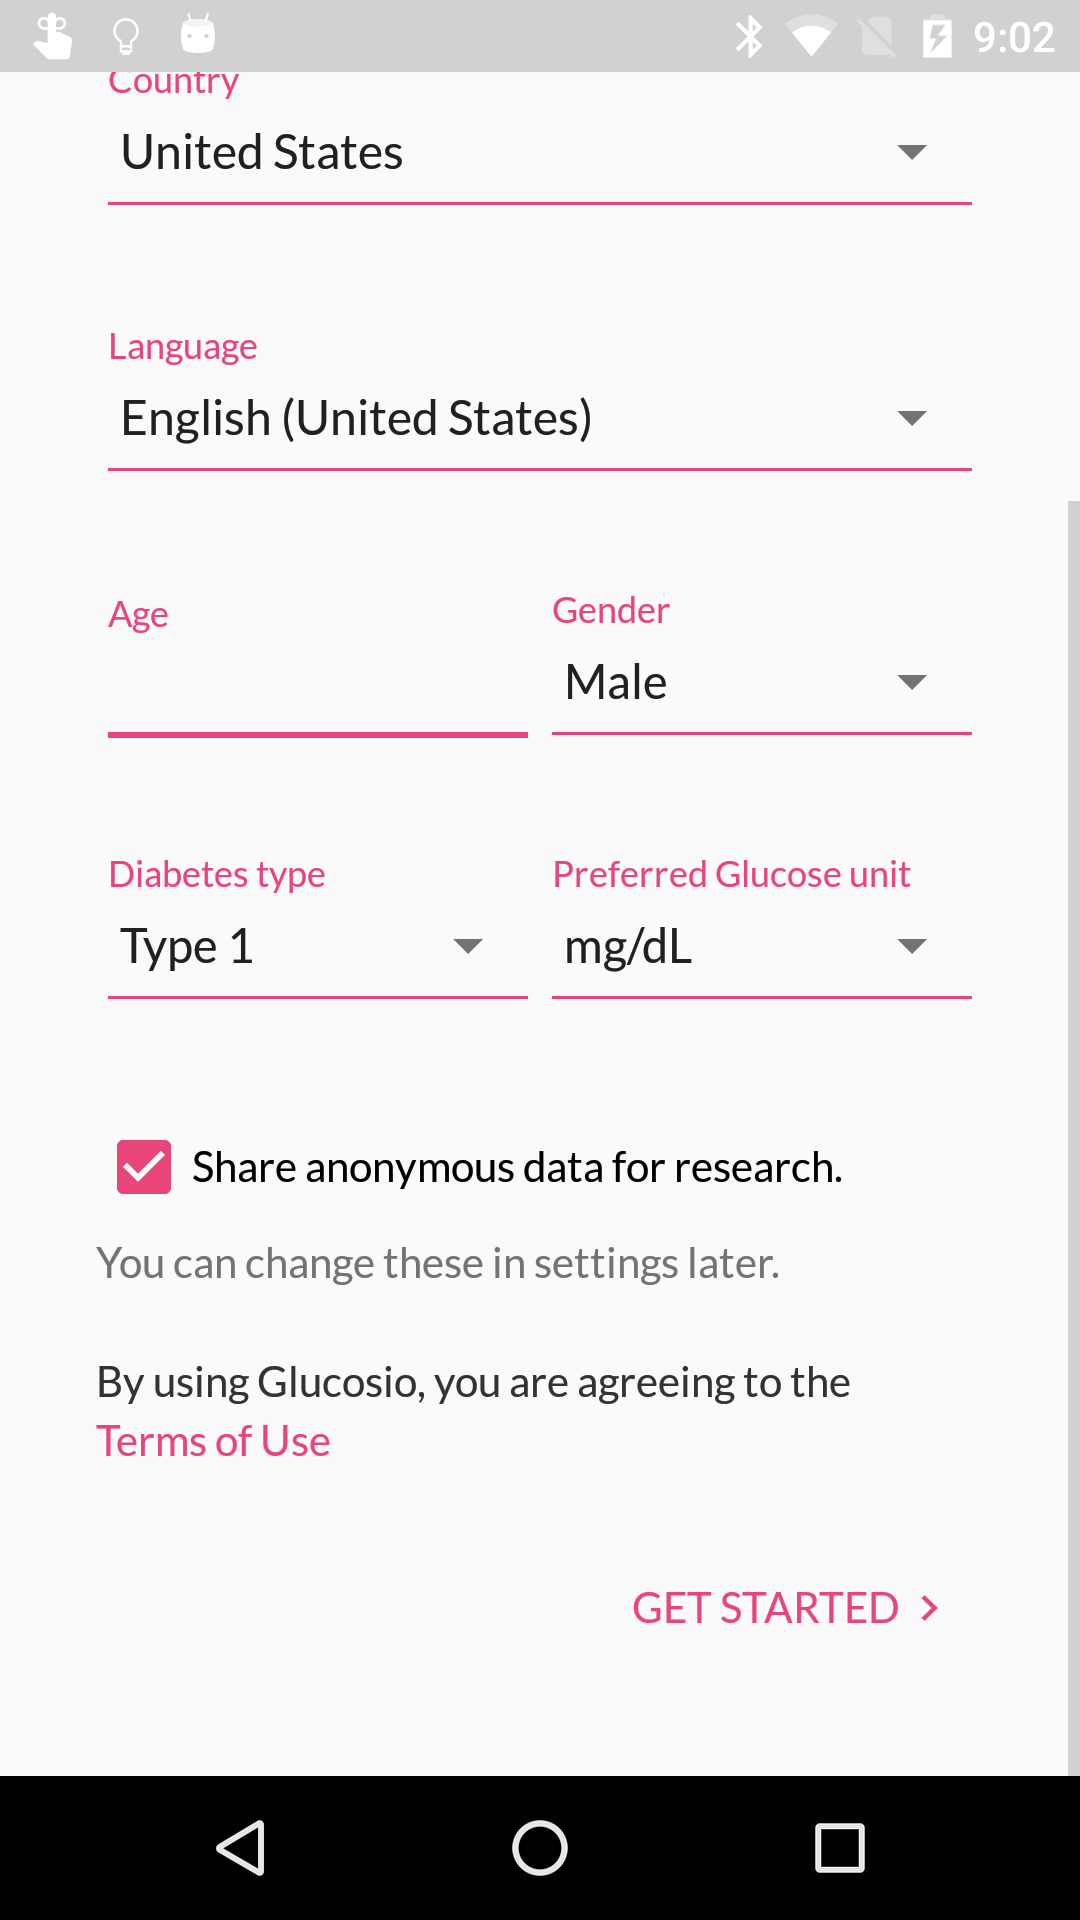 9:02
Country
United States
Language
English (United States)
Age
Gender
Male
Diabetes type
Preferred Glucose unit
Type 1
mg/dL
Share anonymous data for research.
You can change these in settings later.
By using Glucosio, you are agreeing to the
Terms of Use
GET STARTED